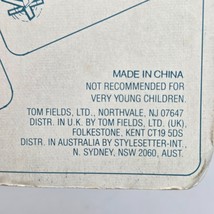 MADE IN CHINA
NOT RECOMMENDED FOR
VERY YOUNG CHILDREN.
TOM FIELDS, LTD., NORTHVALE, NJ 07647
DISTR. IN U.K. BY TOM FIELDS, LTD. (UK),
FOLKESTONE, KENT CT19 5DS
DISTR. IN AUSTRALIA BY STYLESETTER-INT.,
N. SYDNEY, NSW 2060, AUST.